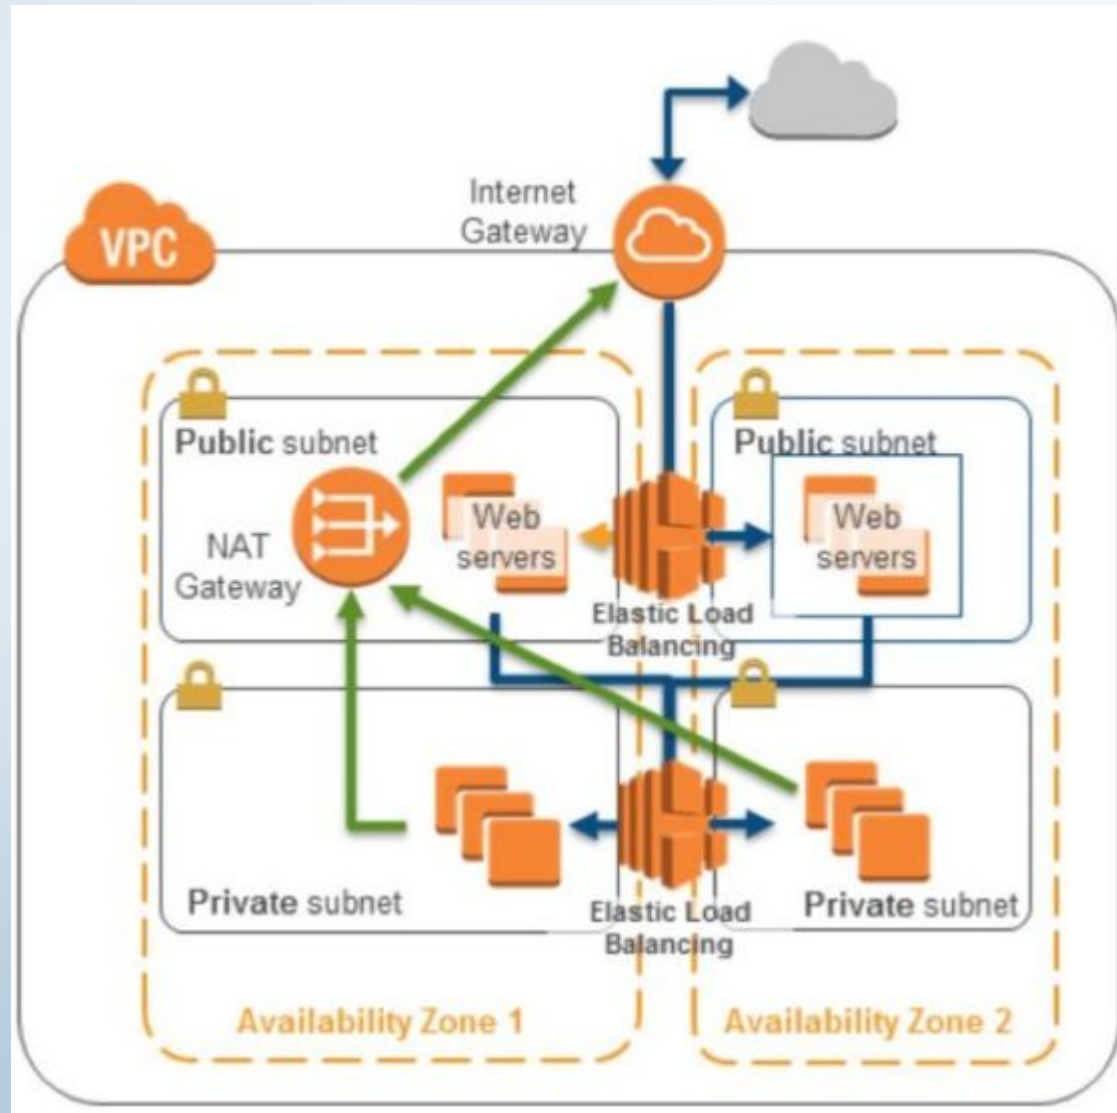 Internet
Gateway
VPC
Public subnet
Public subnet
NAT
Gateway
Web
servers
Web
servers
Elastic Load
Balancing
Private subnet
Elastic Load
Balancing
Private subnet
Availability Zone 1
Availability Zone 2